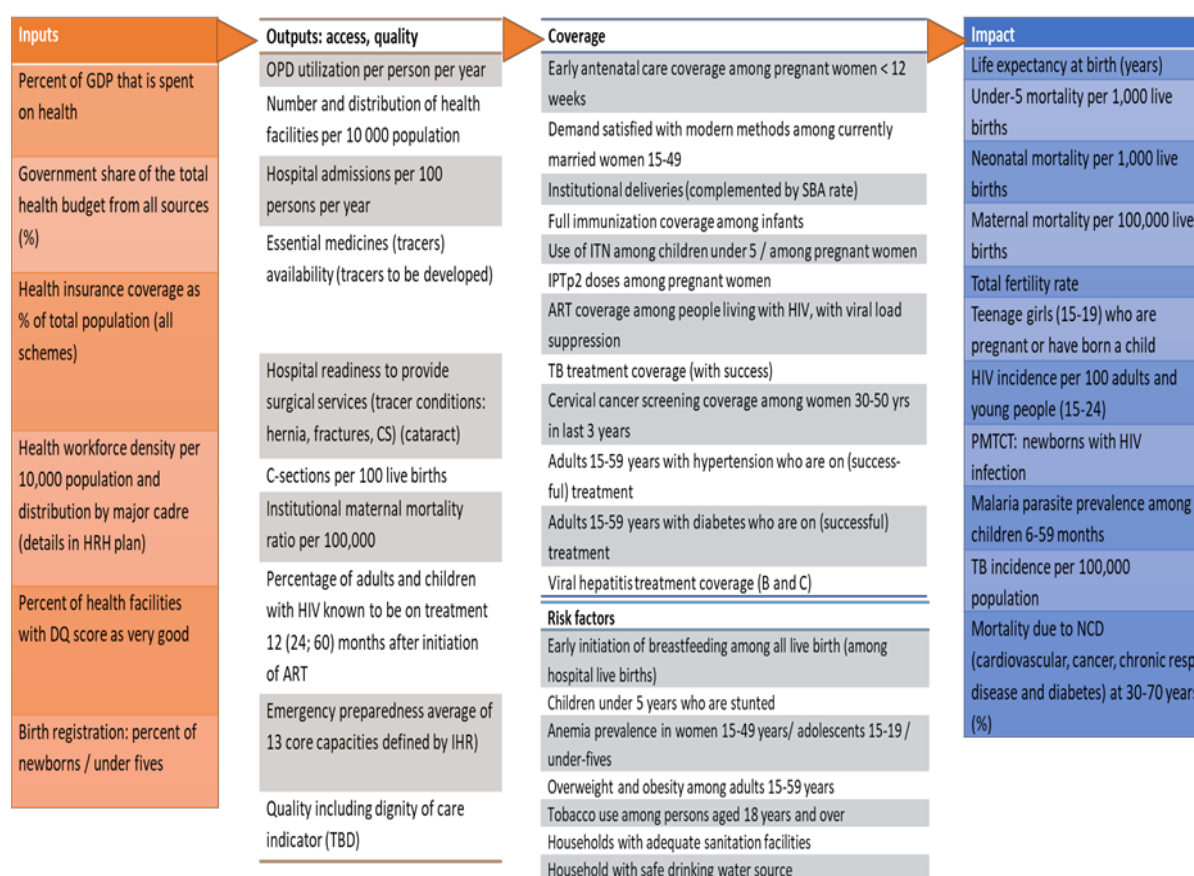 Inputs
Percent of GDP that is spent
on health
Government share of the total
health budget from all sources
(%)
Health insurance coverage as
% of total population (all
schemes)
Health workforce density per
10,000 population and
distribution by major cadre
(details in HRH plan)
Percent of health facilities
with DQ score as very good
Birth registration: percent of
newborns / under fives
Outputs: access, quality
OPD utilization per person per year
Number and distribution of health
facilities per 10 000 population
Hospital admissions per 100
persons per year
Essential medicines (tracers)
availability (tracers to be developed)
Hospital readiness to provide
surgical services (tracer conditions:
hernia, fractures, CS) (cataract)
C-sections per 100 live births
Institutional maternal mortality
ratio per 100,000
Percentage of adults and children
with HIV known to be on treatment
12 (24; 60) months after initiation
of ART
Emergency preparedness average of
13 core capacities defined by IHR)
Quality including dignity of care
indicator (TBD)
Coverage
Early antenatal care coverage among pregnant women < 12
weeks
Demand satisfied with modern methods among currently
married women 15-49
Institutional deliveries (complemented by SBA rate)
Full immunization coverage among infants
Use of ITN among children under 5 / among pregnant women
IPTp2 doses among pregnant women
ART coverage among people living with HIV, with viral load
suppression
TB treatment coverage (with success)
Cervical cancer screening coverage among women 30-50 yrs
in last 3 years
Adults 15-59 years with hypertension who are on (success-
ful) treatment
Adults 15-59 years with diabetes who are on (successful)
treatment
Viral hepatitis treatment coverage (B and C)
Risk factors
Early initiation of breastfeeding among all live birth (among
hospital live births)
Children under 5 years who are stunted
Anemia prevalence in women 15-49 years/ adolescents 15-19 /
under-fives
Overweight and obesity among adults 15-59 years
Tobacco use among persons aged 18 years and over
Households with adequate sanitation facilities
Household with safe drinking water source
Impact
Life expectancy at birth (years)
Under-5 mortality per 1,000 live
births
Neonatal mortality per 1,000 live
births
Maternal mortality per 100,000 live
births
Total fertility rate
Teenage girls (15-19) who are
pregnant or have born a child
HIV incidence per 100 adults and
young people (15-24)
PMTCT: newborns with HIV
infection
Malaria parasite prevalence among
children 6-59 months
TB incidence per 100,000
population
Mortality due to NCD
(cardiovascular, cancer, chronic resp
disease and diabetes) at 30-70 years
(%)